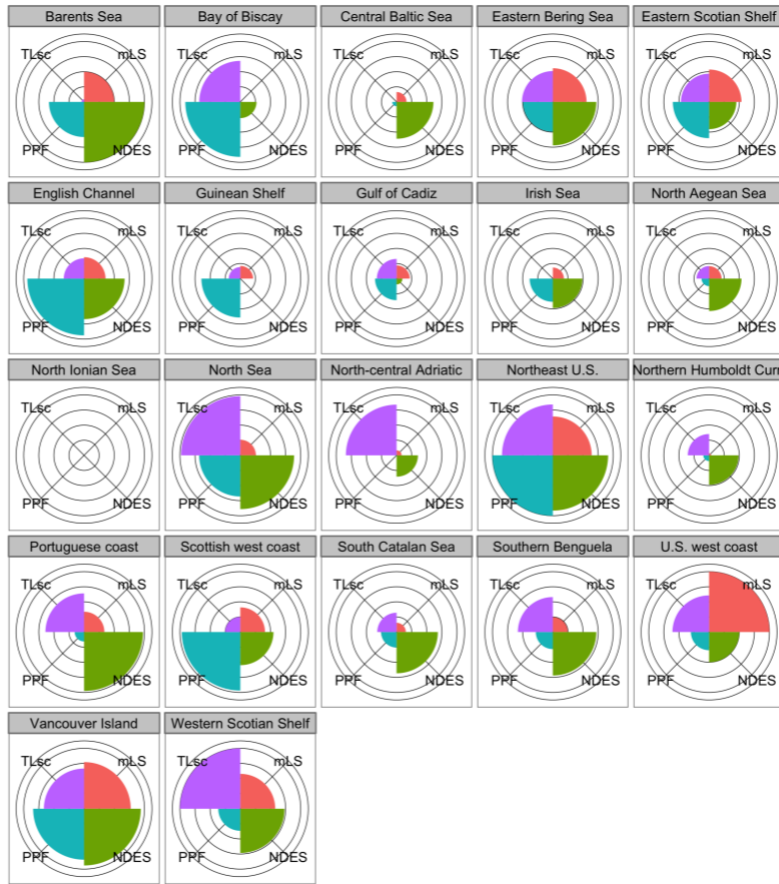 Barents Sea
Bay of Biscay
Central Baltic Sea
Eastern Bering Sea
Eastern Scotian Shelf
TLsc mLS
PPF NDES
TLsc mLS
PPF NDES
TLsc mLS
PPF NDES
TLsc mLS
PPF NDES
TLsc mLS
PPF NDES
English Channel
Guinean Shelf
Gulf of Cadiz
Irish Sea
North Aegean Sea
TLsc mLS
PPF NDES
TLsc mLS
PPF NDES
TLsc mLS
PPF NDES
TLsc mLS
PPF NDES
TLsc mLS
PPF NDES
North Ionian Sea
North Sea
North-central Adriatic
Northeast U.S.
Northern Humboldt Curr
TLsc mLS
PPF NDES
TLsc mLS
PPF NDES
TLsc mLS
PPF NDES
TLsc mLS
PPF NDES
TLsc mLS
PPF NDES
Portuguese coast
Scottish west coast
South Catalan Sea
Southern Benguela
U.S. west coast
TLsc mLS
PPF NDES
TLsc mLS
PPF NDES
TLsc mLS
PPF NDES
TLsc mLS
PPF NDES
TLsc mLS
PPF NDES
Vancouver Island
Western Scotian Shelf
TLsc mLS
PPF NDES
TLsc mLS
PPF NDES